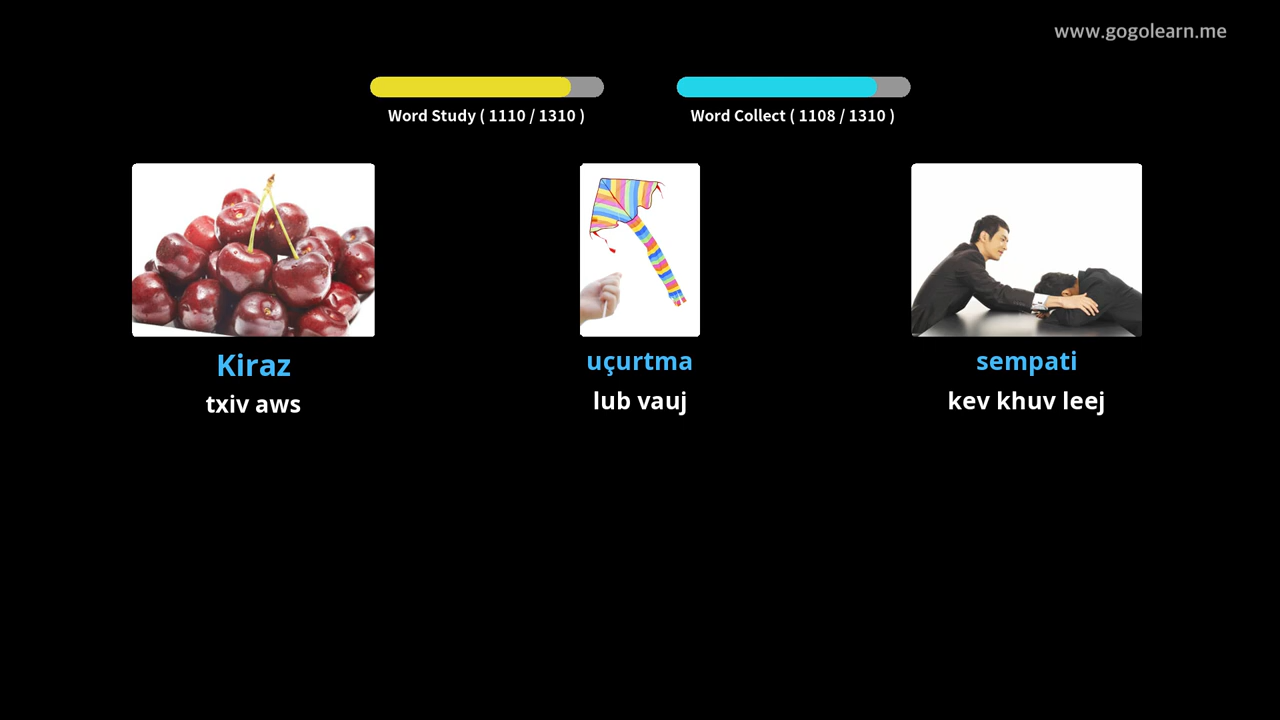 www.gogolearn.me
Word Study ( 1110 / 1310 )
Word Collect ( 1108 / 1310 )
Kiraz
txiv aws
uçurtma
lub vauj
sempati
kev khuv leej